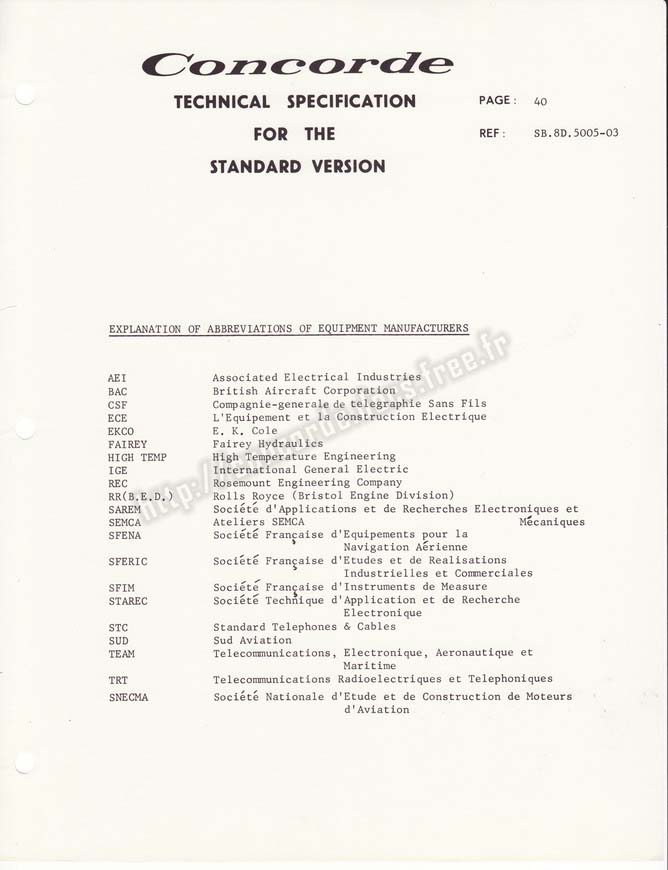 Concorde
TECHNICAL SPECIFICATION
FOR THE
STANDARD VERSION
PAGE: 40
REF: SB.8D.5005-03
EXPLANATION OF ABBREVIATIONS OF EQUIPMENT MANUFACTURERS
AEI Associated Electrical Industries
BAC British Aircraft Corporation
CSF Compagnie-generale de telegraphie Sans Fils
ECE L'Equipement et la Construction Electrique
EKCO E. K. Cole
FAIREY Fairey Hydraulics
HIGH TEMP High Temperature Engineering
IGE International General Electric
REC Rosemount Engineering Company
RR(B.E.D.) Rolls Royce (Bristol Engine Division)
SAREM Société d'Applications et de Recherches Electroniques et
SEMCA Ateliers SEMCA Mécaniques
SFENA Société Française d'Equipements pour la
Navigation Aérienne
SFERIC Société Française d'Etudes et de Realisations
Industrielles et Commerciales
SFIM Société Française d'Instruments de Measure
STAREC Société Technique d'Application et de Recherche
Electronique
STC Standard Telephones & Cables
SUD Sud Aviation
TEAM Telecommunications, Electronique, Aeronautique et
Maritime
TRT Telecommunications Radioelectriques et Telephoniques
SNECMA Société Nationale d'Etude et de Construction de Moteurs
d'Aviation